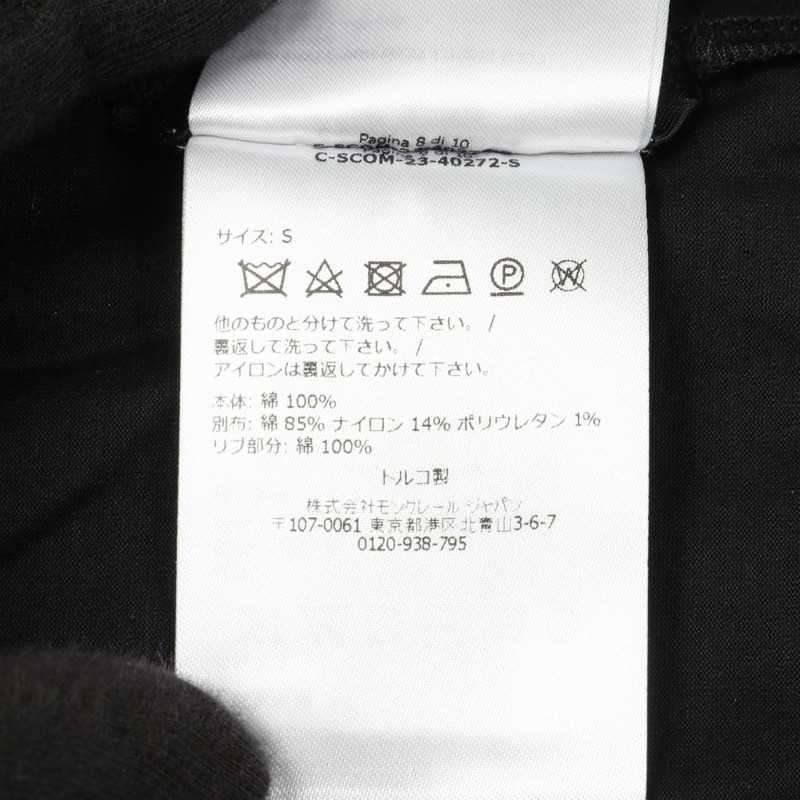 Pagina 8 di 10
C-SCOM-23-40272-S
サイズ: S
P
W
他のものと分けて洗って下さい。 /
裏返して洗って下さい。 /
アイロンは裏返してかけて下さい。
本体: 綿 100%
別布: 綿 85% ナイロン 14% ポリウレタン 1%
リブ部分: 綿 100%
トルコ製
株式会社モンクレール ジャパン
〒107-0061 東京都港区北青山3-6-7
0120-938-795